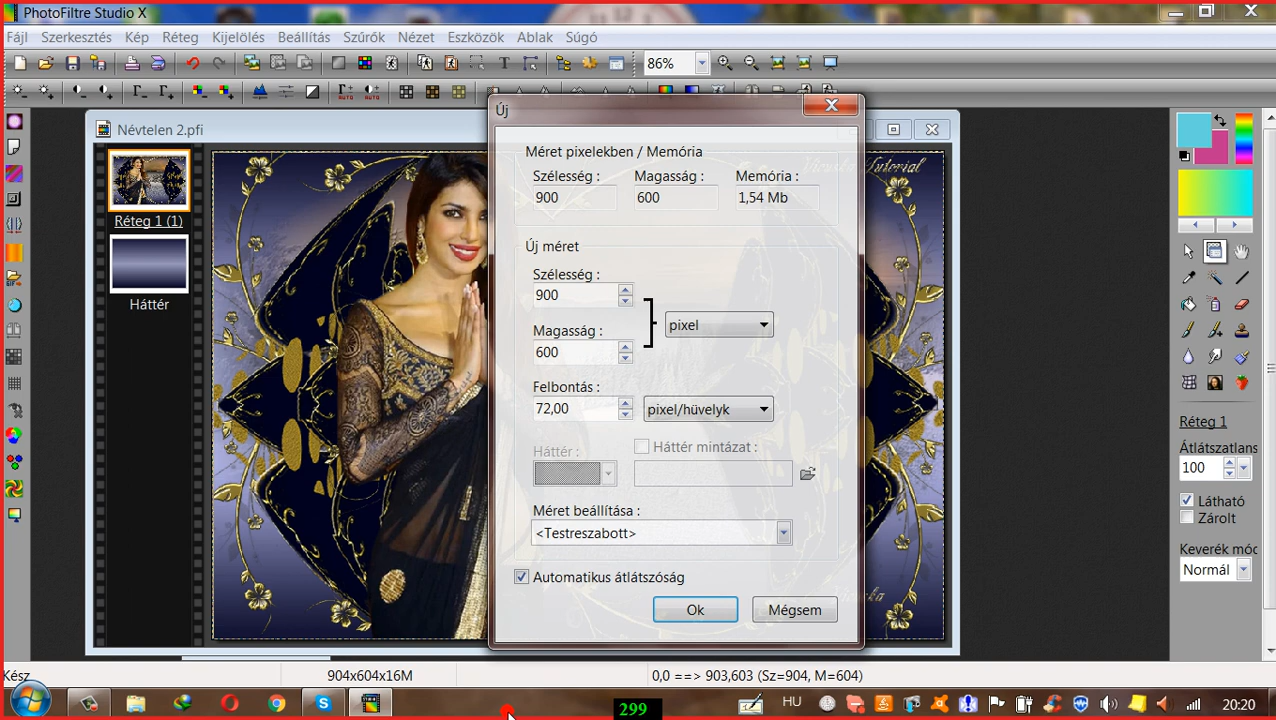 PhotoFiltre Studio X
Fájl Szerkesztés Kép Réteg Kijelölés Beállítás Szűrők Nézet Eszközök Ablak Súgó
86%
Névtelen 2.pfi
Réteg 1 (1)
Háttér
Tutorial
Új
Méret pixelekben / Memória
Szélesség : Magasság : Memória :
900 600 1,54 Mb
Új méret
Szélesség :
900
pixel
Magasság :
600
Felbontás :
72,00 pixel/hüvelyk
Háttér : Háttér mintázat :
Méret beállítása :
<Testreszabott>
Automatikus átlátszóság
Ok Mégsem
Réteg 1
Átlátszatlans
100
Látható
Zárolt
Keverék móc
Normál
Kész 904x604x16M 0,0 ==> 903,603 (Sz=904, M=604)
299 HU 20:20